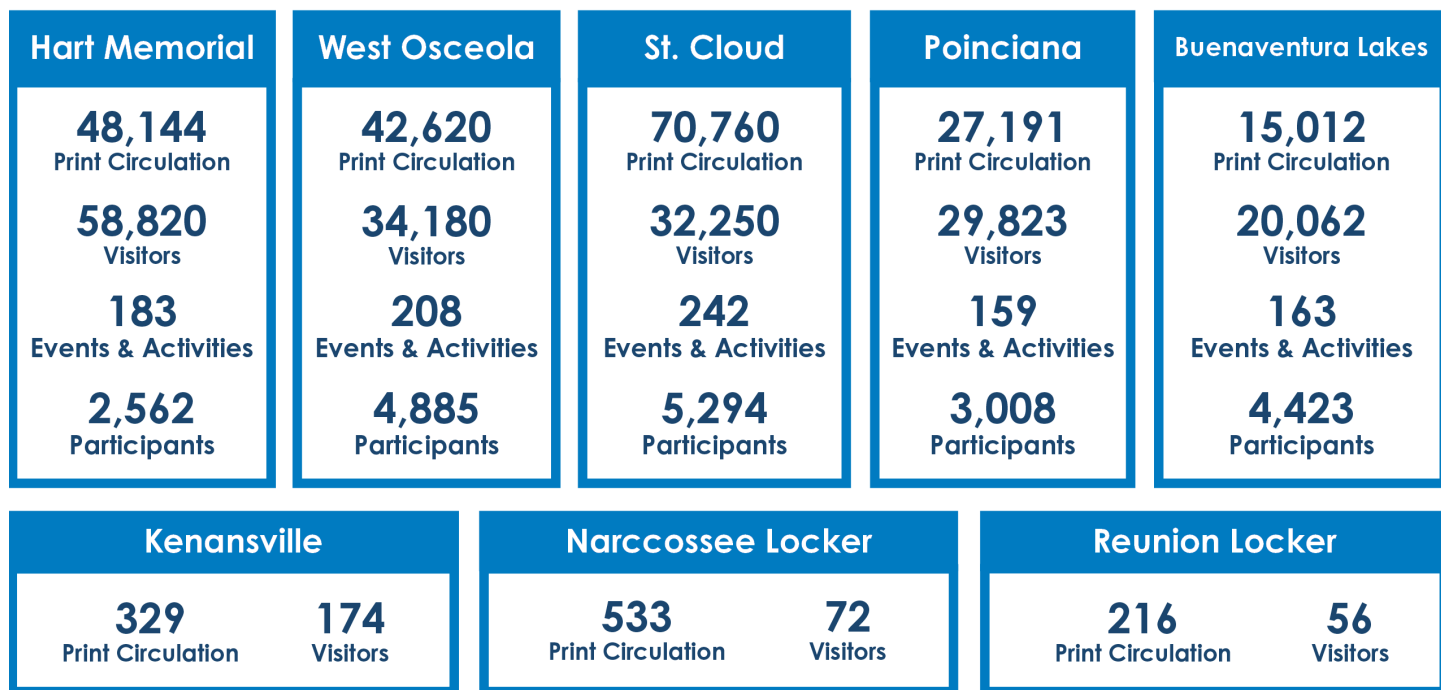 Hart Memorial
48,144
Print Circulation
58,820
Visitors
183
Events & Activities
2,562
Participants
West Osceola
42,620
Print Circulation
34,180
Visitors
208
Events & Activities
4,885
Participants
St. Cloud
70,760
Print Circulation
32,250
Visitors
242
Events & Activities
5,294
Participants
Poinciana
27,191
Print Circulation
29,823
Visitors
159
Events & Activities
3,008
Participants
Buenaventura Lakes
15,012
Print Circulation
20,062
Visitors
163
Events & Activities
4,423
Participants
Kenansville
329
Print Circulation
174
Visitors
Narccossee Locker
533
Print Circulation
72
Visitors
Reunion Locker
216
Print Circulation
56
Visitors